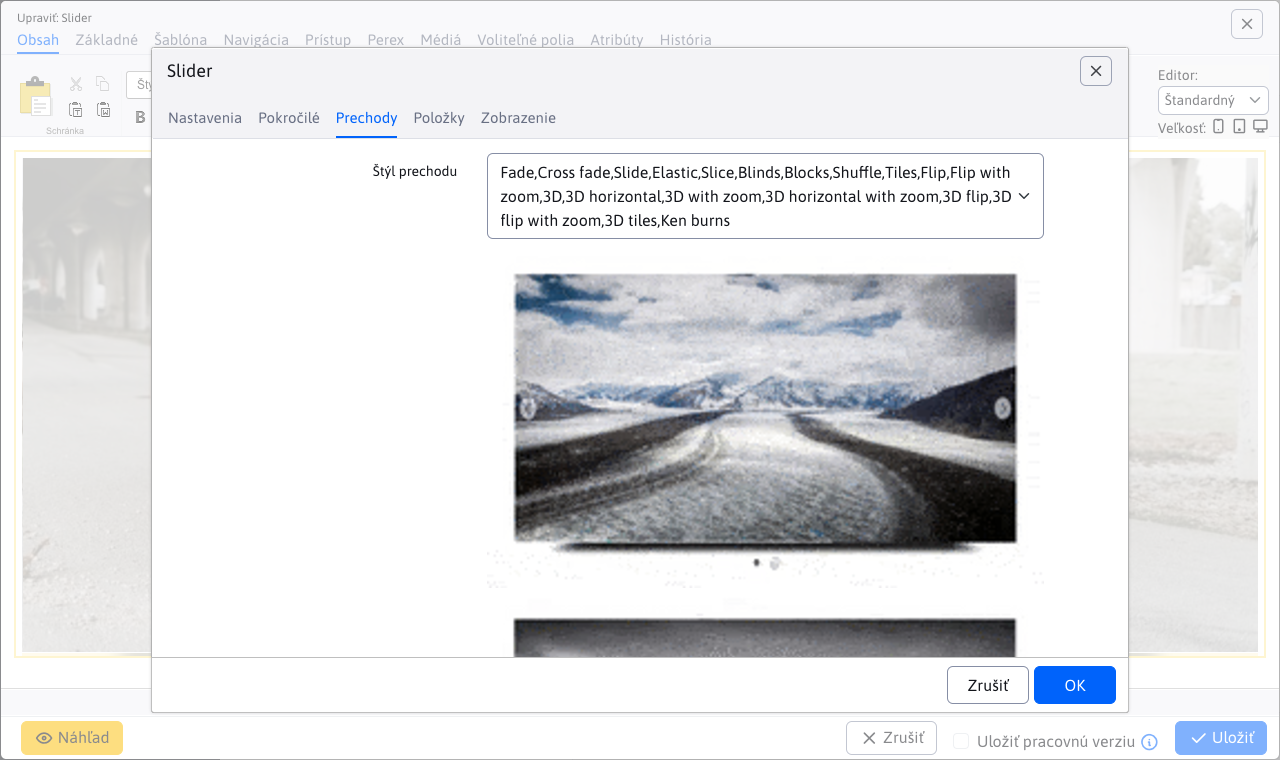 Upraviť: Slider
Obsah Základné Šablóna Navigácia Prístup Perex Médiá Voliteľné polia Atribúty História
Schránka
B
Editor:
Štandardný
Veľkosť:
Slider
Nastavenia Pokročilé Prechody Položky Zobrazenie
Štýl prechodu
Fade,Cross fade,Slide,Elastic,Slice,Blinds,Blocks,Shuffle,Tiles,Flip,Flip with
zoom,3D,3D horizontal,3D with zoom,3D horizontal with zoom,3D flip,3D
flip with zoom,3D tiles,Ken burns
Zrušiť OK
Náhľad Zrušiť Uložiť pracovnú verziu Uložiť